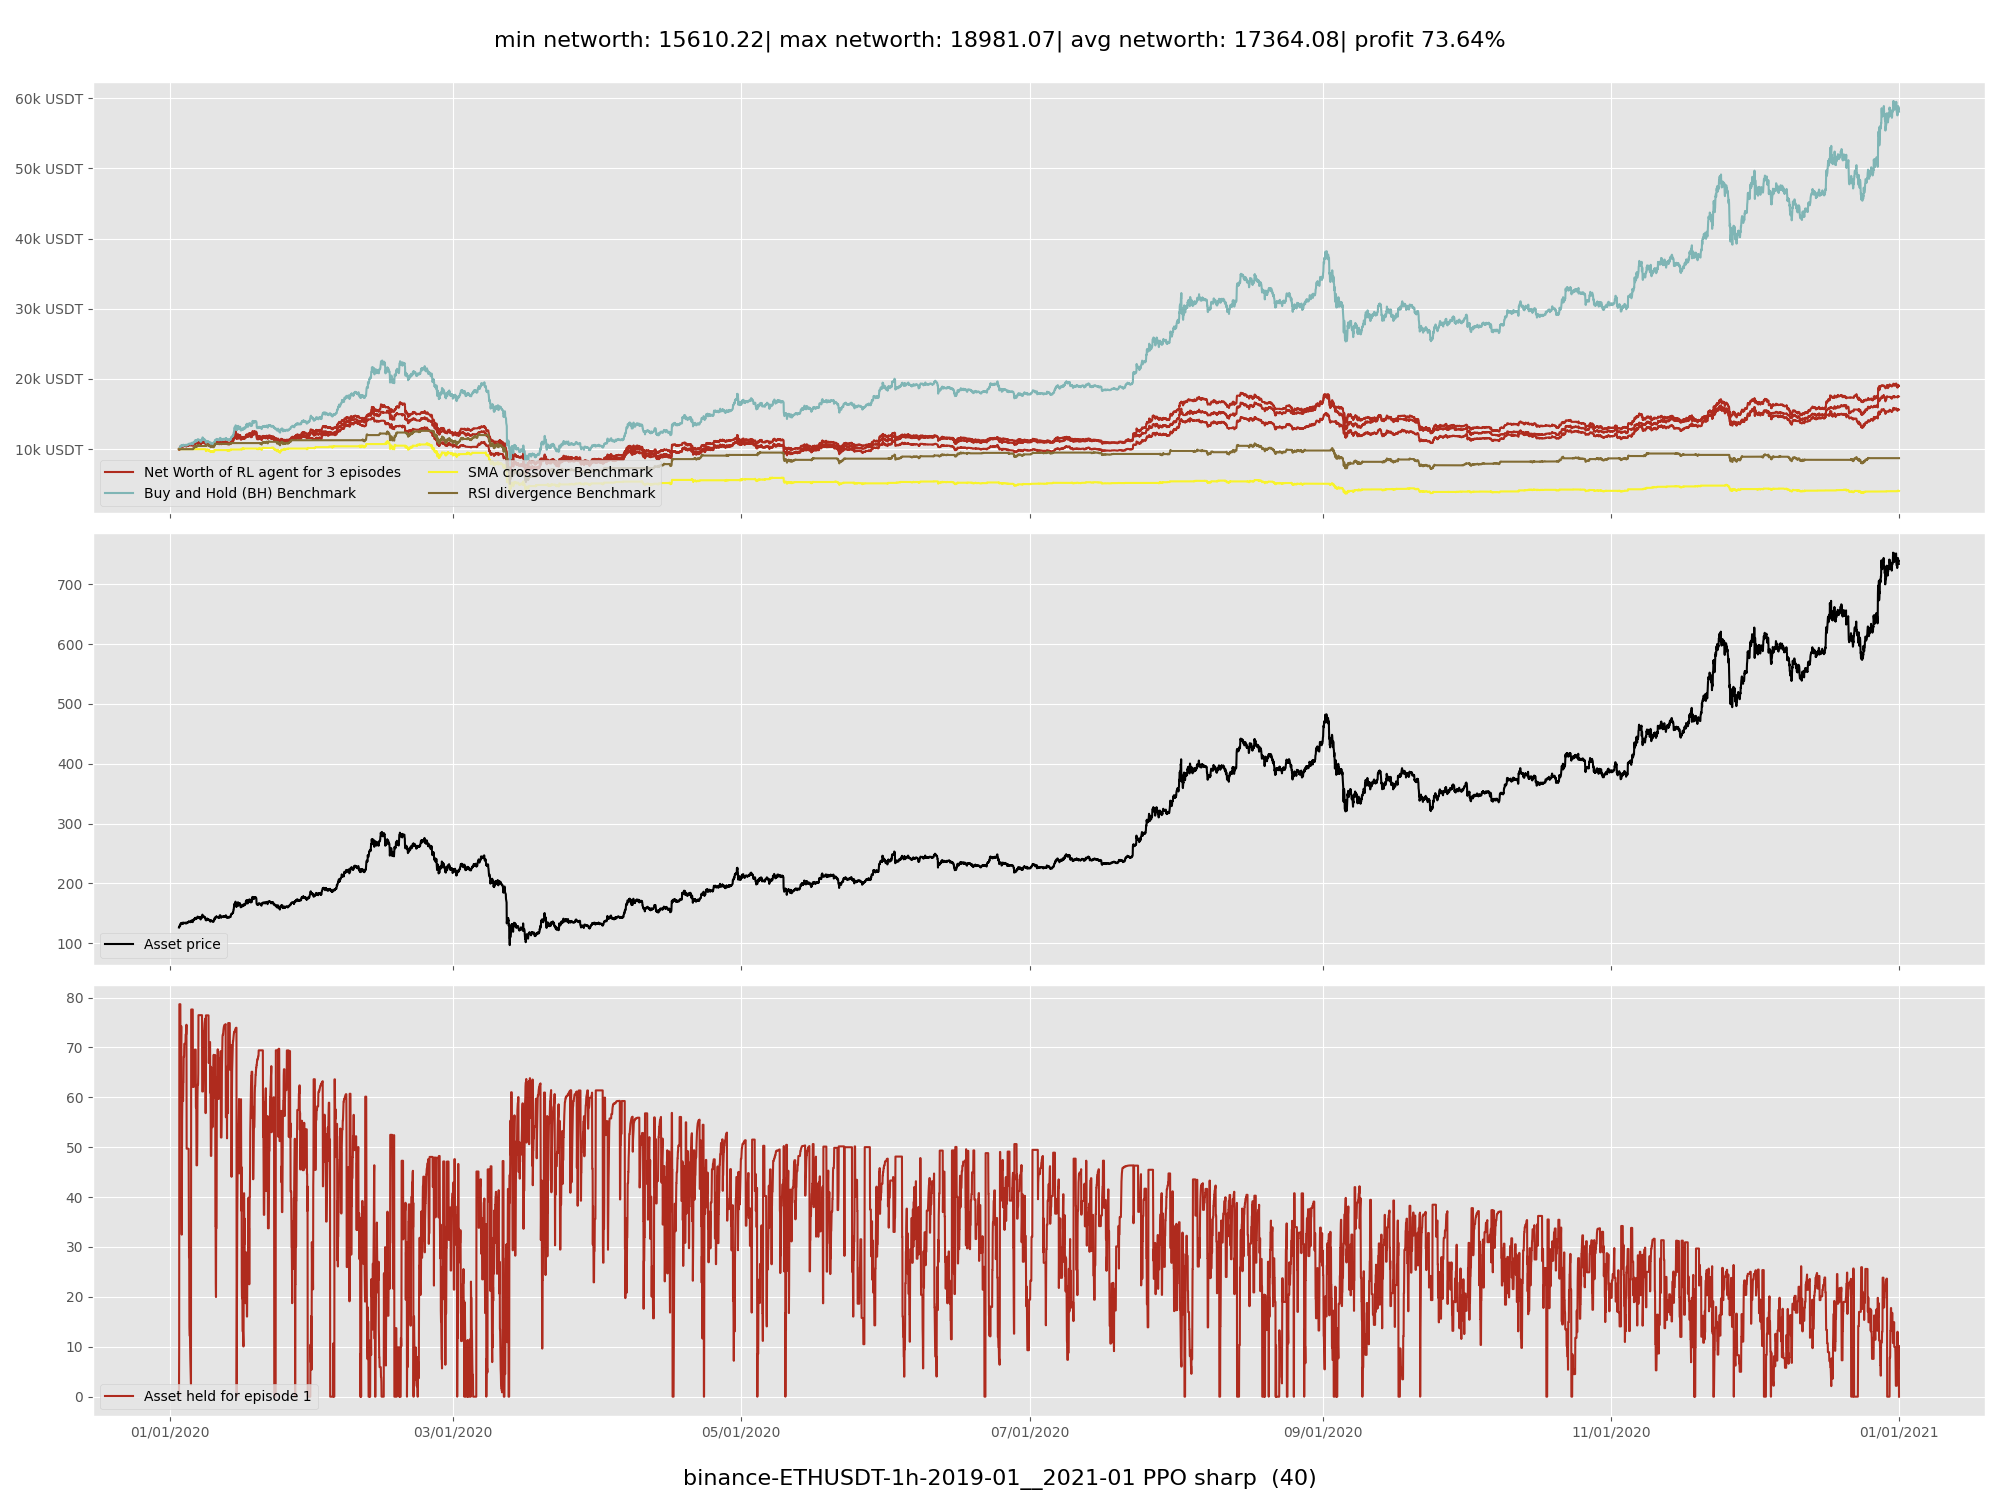 min networth: 15610.22| max networth: 18981.07| avg networth: 17364.08| profit 73.64%
60k USDT
50k USDT
40k USDT
30k USDT
20k USDT
10k USDT
Net Worth of RL agent for 3 episodes
Buy and Hold (BH) Benchmark
SMA crossover Benchmark
RSI divergence Benchmark
700
600
500
400
300
200
100
Asset price
80
70
60
50
40
30
20
10
0
Asset held for episode 1
01/01/2020 03/01/2020 05/01/2020 07/01/2020 09/01/2020 11/01/2020 01/01/2021
binance-ETHUSDT-1h-2019-01__2021-01 PPO sharp (40)